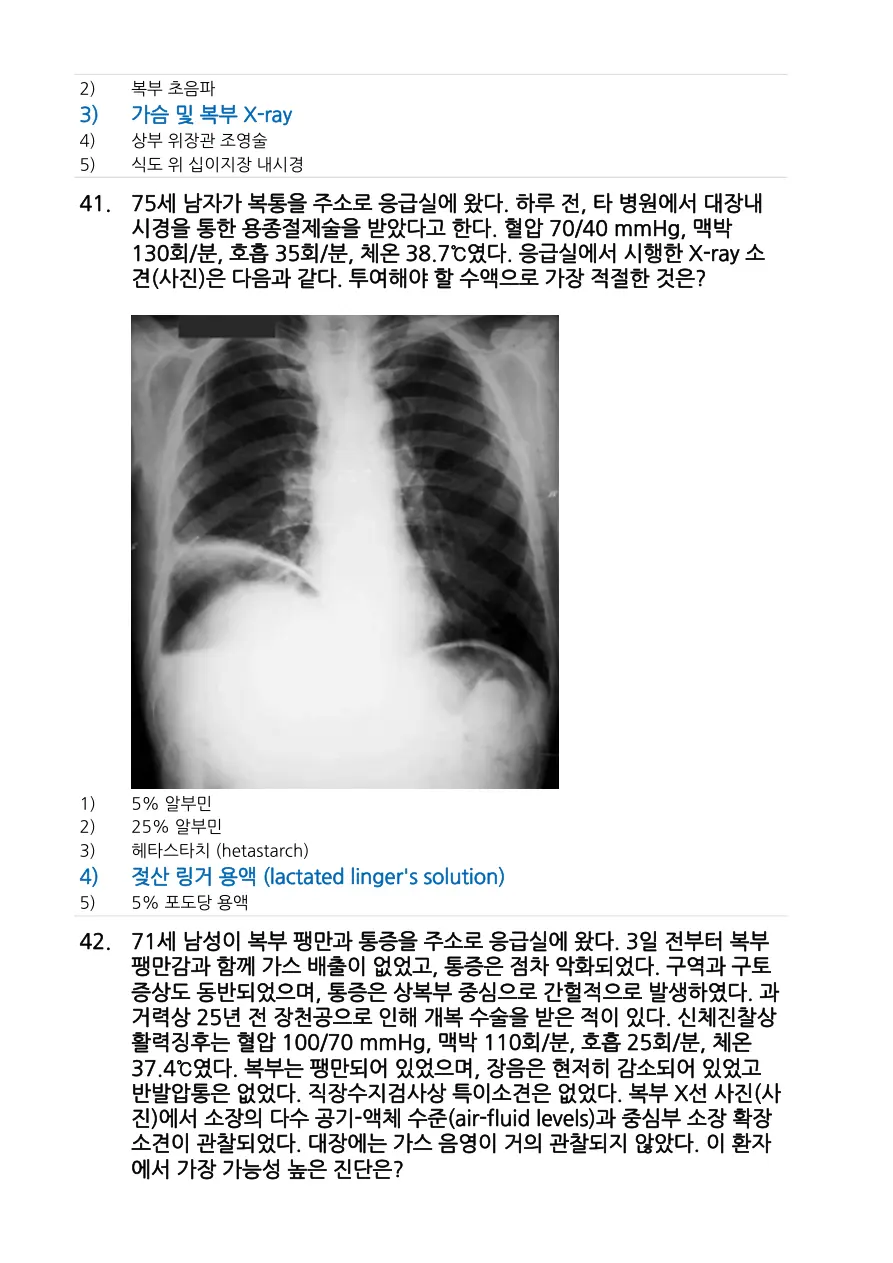 2) 복부 초음파
3) 가슴 및 복부 X-ray
4) 상부 위장관 조영술
5) 식도 위 십이지장 내시경
41. 75세 남자가 복통을 주소로 응급실에 왔다. 하루 전, 타 병원에서 대장내
시경을 통한 용종절제술을 받았다고 한다. 혈압 70/40 mmHg, 맥박
130회/분, 호흡 35회/분, 체온 38.7℃였다. 응급실에서 시행한 X-ray 소
견(사진)은 다음과 같다. 투여해야 할 수액으로 가장 적절한 것은?
1) 5% 알부민
2) 25% 알부민
3) 헤타스타치 (hetastarch)
4) 젖산 링거 용액 (lactated linger's solution)
5) 5% 포도당 용액
42. 71세 남성이 복부 팽만과 통증을 주소로 응급실에 왔다. 3일 전부터 복부
팽만감과 함께 가스 배출이 없었고, 통증은 점차 악화되었다. 구역과 구토
증상도 동반되었으며, 통증은 상복부 중심으로 간헐적으로 발생하였다. 과
거력상 25년 전 장천공으로 인해 개복 수술을 받은 적이 있다. 신체진찰상
활력징후는 혈압 100/70 mmHg, 맥박 110회/분, 호흡 25회/분, 체온
37.4℃였다. 복부는 팽만되어 있었으며, 장음은 현저히 감소되어 있었고
반발압통은 없었다. 직장수지검사상 특이소견은 없었다. 복부 X선 사진(사
진)에서 소장의 다수 공기-액체 수준(air-fluid levels)과 중심부 소장 확장
소견이 관찰되었다. 대장에는 가스 음영이 거의 관찰되지 않았다. 이 환자
에서 가장 가능성 높은 진단은?